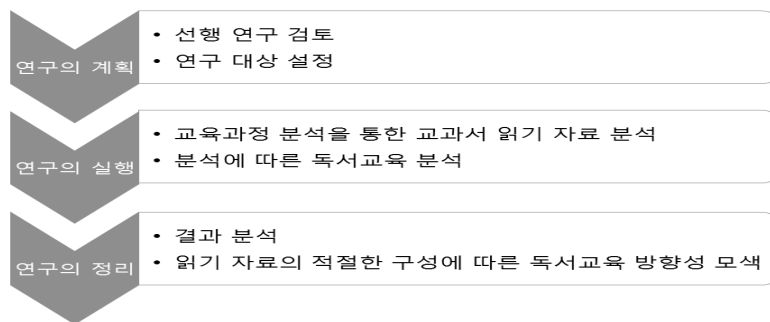 연구의 계획
• 선행 연구 검토
• 연구 대상 설정
연구의 실행
• 교육과정 분석을 통한 교과서 읽기 자료 분석
• 분석에 따른 독서교육 분석
연구의 정리
• 결과 분석
• 읽기 자료의 적절한 구성에 따른 독서교육 방향성 모색